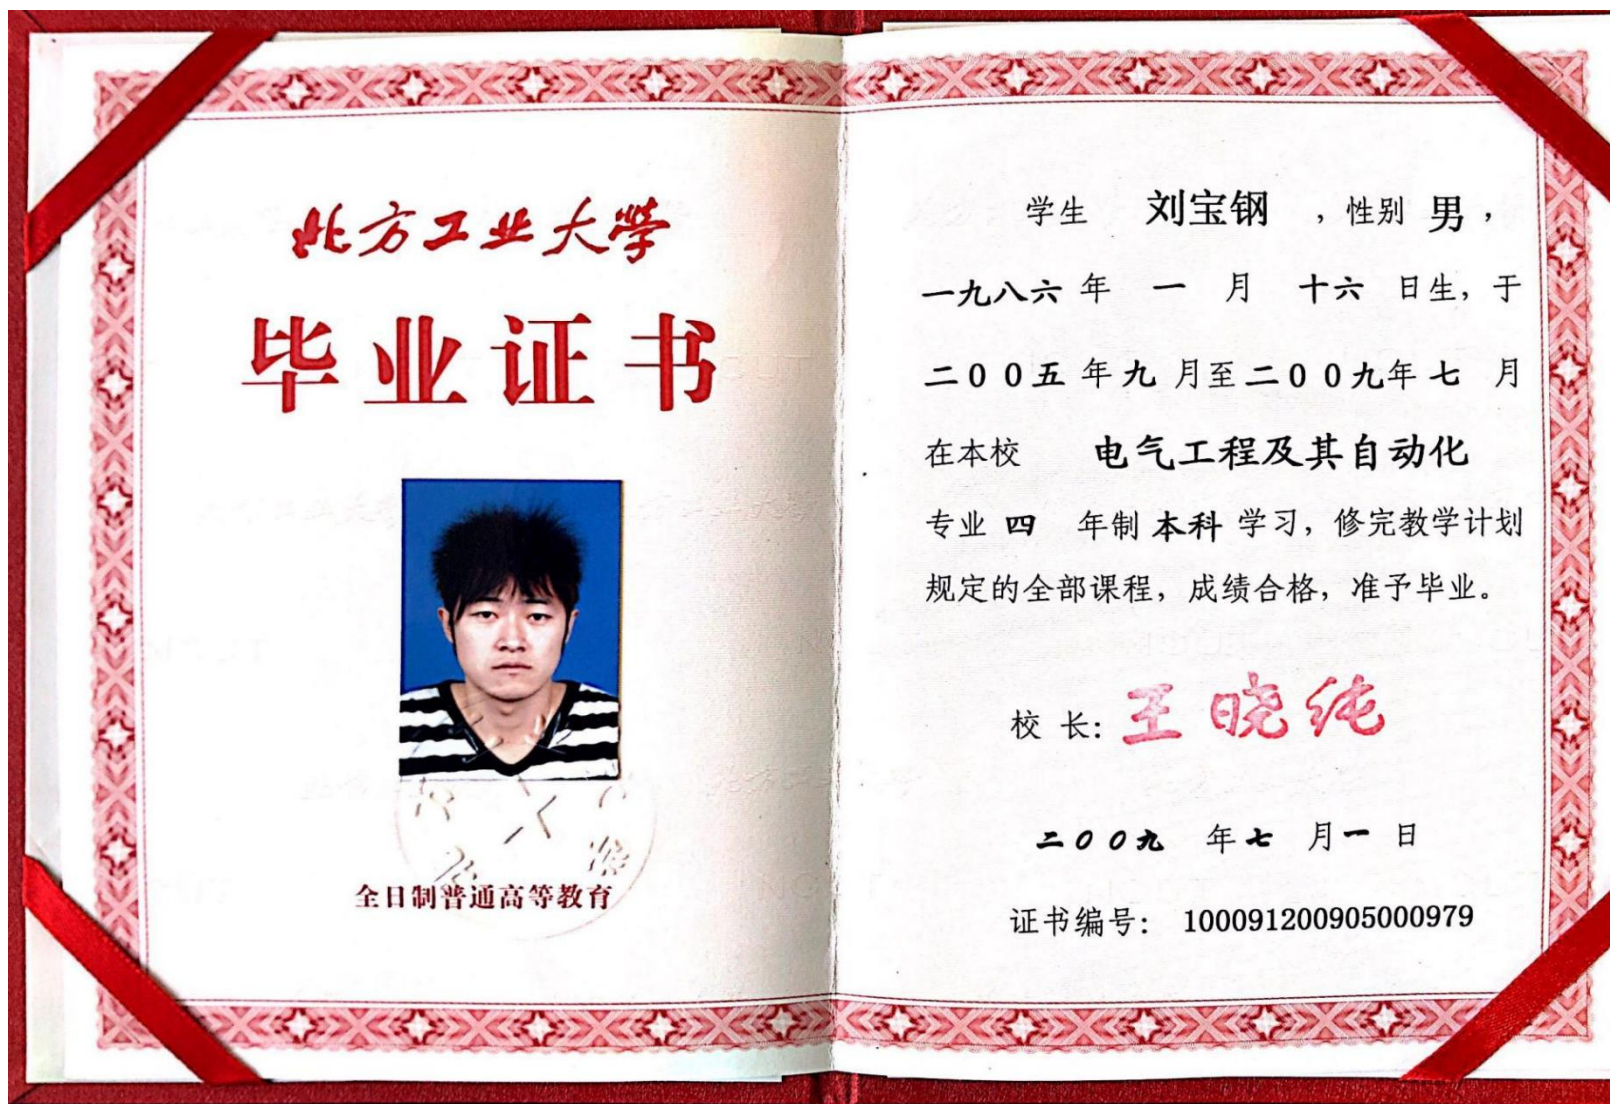 北方工业大學
毕业证书
全日制普通高等教育
学生 刘宝钢 ，性别 男，
一九八六 年 一 月 十六 日生，于
二00五 年 九 月至 二00九 年 七 月
在本校 电气工程及其自动化
专业 四 年制 本科 学习，修完教学计划
规定的全部课程，成绩合格，准予毕业。
校 长：王晓纯
二00九 年 七 月 一 日
证书编号： 100091200905000979